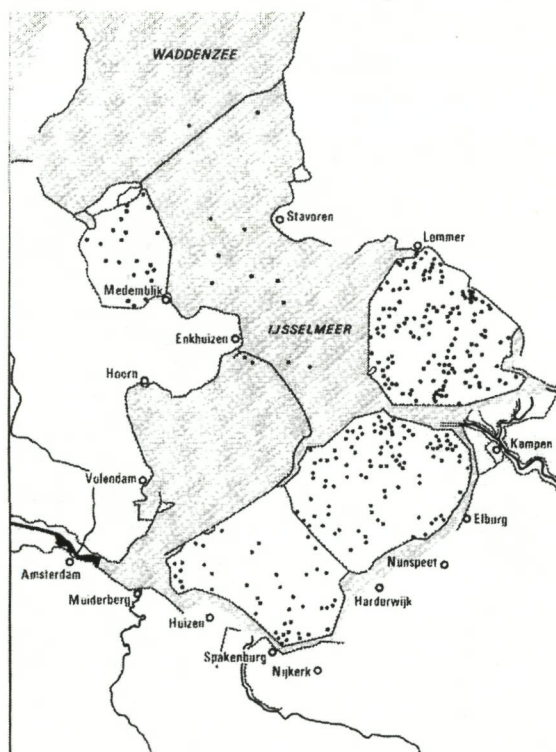 WADDENZEE
Stavoren
Lemmer
Medemblik
IJSSELMEER
Enkhuizen
Hoorn
Kampen
Volendam
Elburg
Nunspeet
Amsterdam
Harderwijk
Muiderberg
Huizen
Spakenburg
Nijkerk